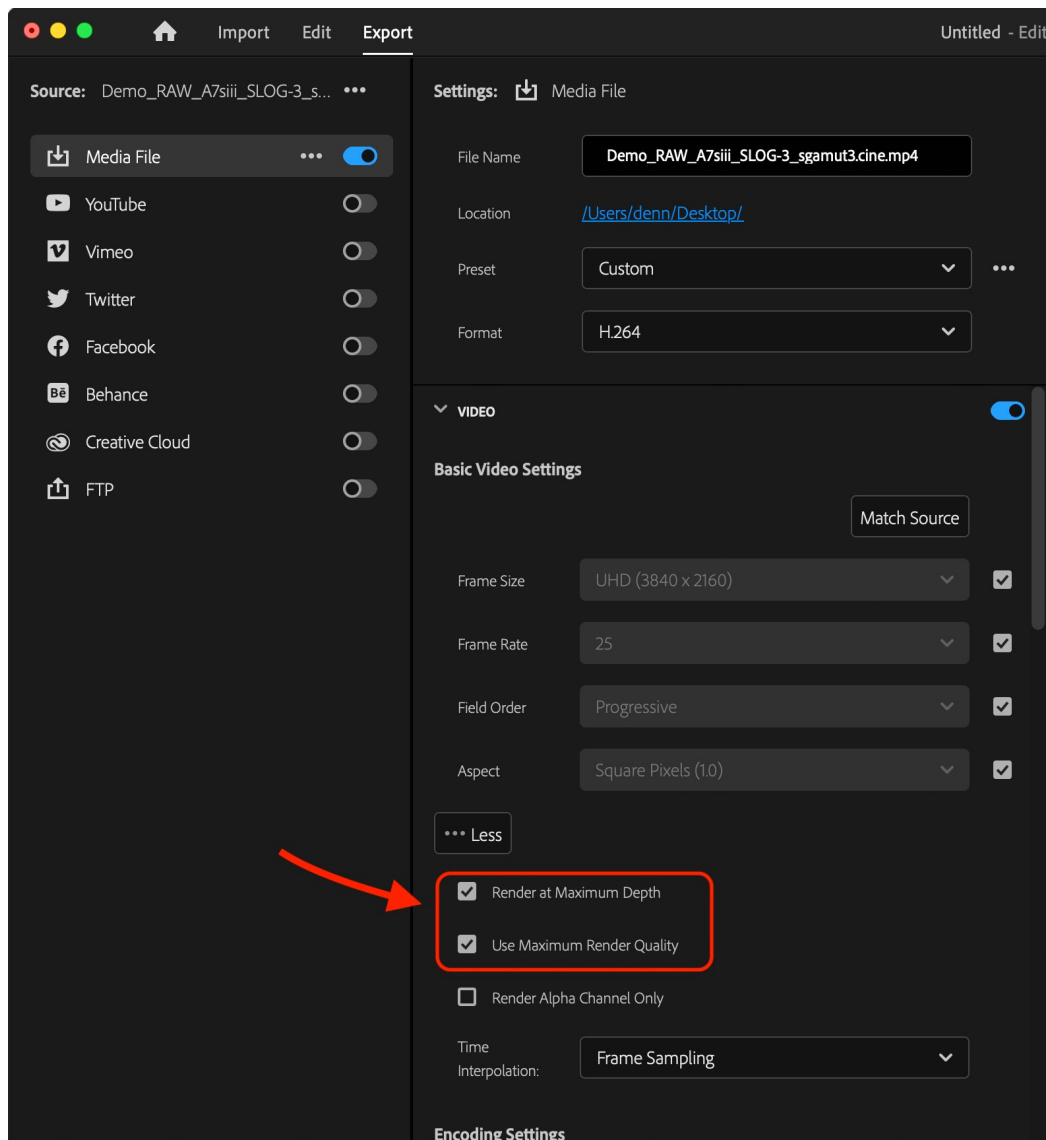 Import Edit Export Untitled - Edit
Source: Demo_RAW_A7siii_SLOG-3_s... •••
Media File •••
YouTube
Vimeo
Twitter
Facebook
Bē Behance
Creative Cloud
FTP
Settings: Media File
File Name Demo_RAW_A7siii_SLOG-3_sgamut3.cine.mp4
Location /Users/denn/Desktop/
Preset Custom •••
Format H.264
VIDEO
Basic Video Settings
Match Source
Frame Size UHD (3840 x 2160)
Frame Rate 25
Field Order Progressive
Aspect Square Pixels (1.0)
••• Less
Render at Maximum Depth
Use Maximum Render Quality
Render Alpha Channel Only
Time
Interpolation: Frame Sampling
Encoding Settings